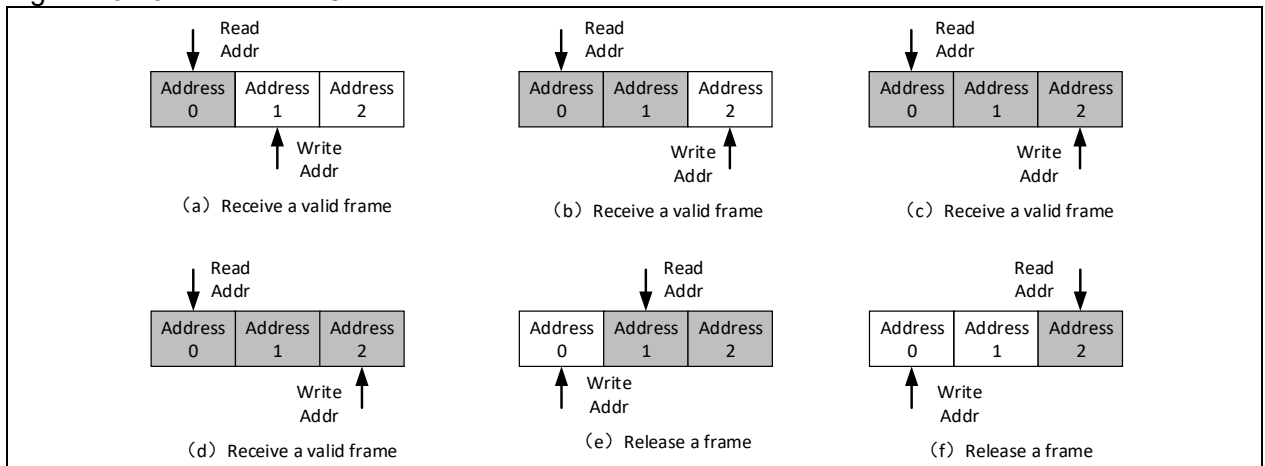 Read
Addr
Read
Addr
Read
Addr
Address
0
Address
1
Address
2
Address
0
Address
1
Address
2
Address
0
Address
1
Address
2
Write
Addr
Write
Addr
Write
Addr
（a）Receive a valid frame
（b）Receive a valid frame
（c）Receive a valid frame
Read
Addr
Read
Addr
Read
Addr
Address
0
Address
1
Address
2
Address
0
Address
1
Address
2
Address
0
Address
1
Address
2
Write
Addr
Write
Addr
Write
Addr
（d）Receive a valid frame
（e）Release a frame
（f）Release a frame